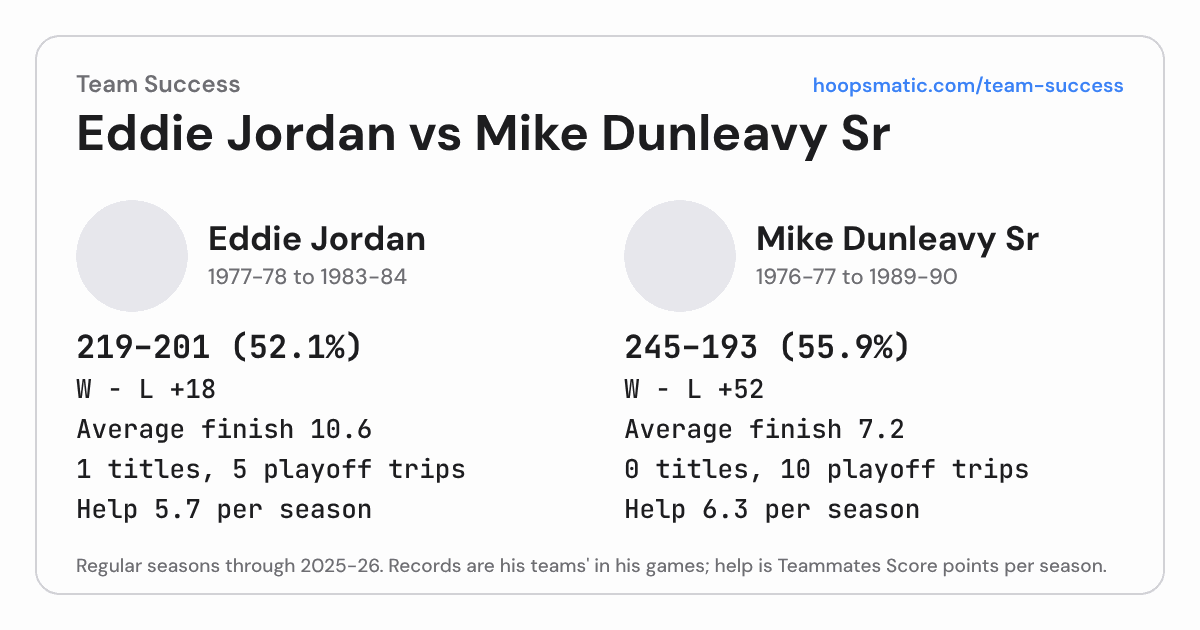 Team Success
hoopsmatic.com/team-success
Eddie Jordan vs Mike Dunleavy Sr
Eddie Jordan
1977-78 to 1983-84
219-201 (52.1%)
W - L +18
Average finish 10.6
1 titles, 5 playoff trips
Help 5.7 per season
Mike Dunleavy Sr
1976-77 to 1989-90
245-193 (55.9%)
W - L +52
Average finish 7.2
0 titles, 10 playoff trips
Help 6.3 per season
Regular seasons through 2025-26. Records are his teams' in his games; help is Teammates Score points per season.